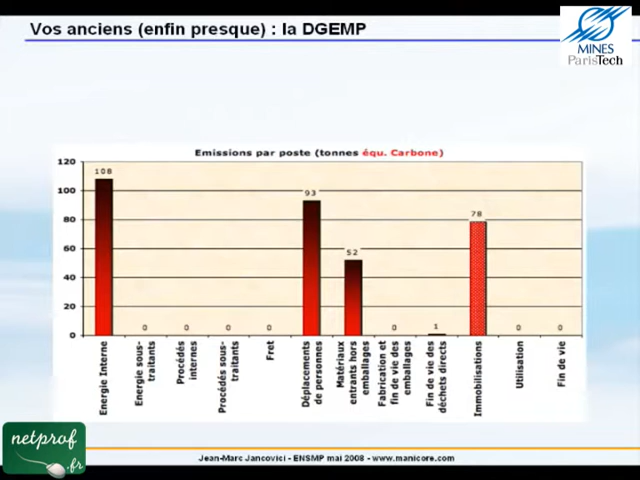 Vos anciens (enfin presque) : la DGEMP
MINES
ParisTech
Emissions par poste (tonnes équ. Carbone)
120
100
80
60
40
20
0
108
0
0
0
0
93
52
0
1
78
0
0
Energie Interne
Energie sous-
traitants
Procédés
internes
Procédés sous-
traitants
Fret
Déplacements
de personnes
Matériaux
entrants hors
emballages
Fabrication et
fin de vie des
emballages
Fin de vie des
déchets directs
Immobilisations
Utilisation
Fin de vie
netprof
.fr
Jean-Marc Jancovici - ENSMP mai 2008 - www.manicore.com